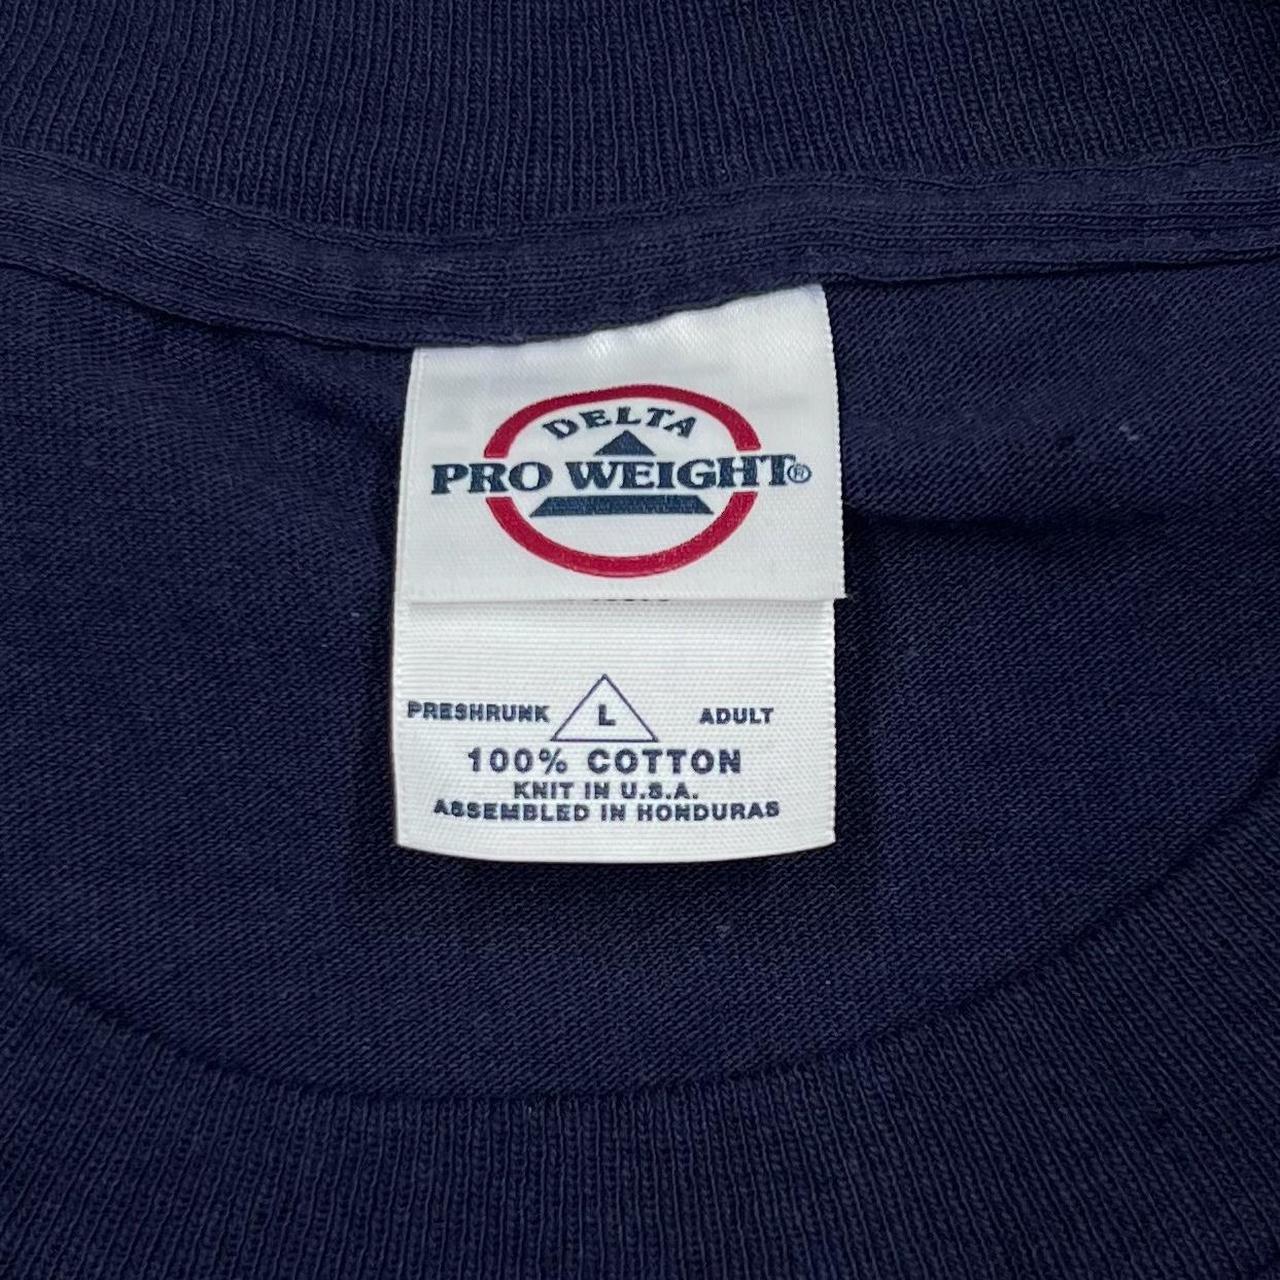 DELTA
PRO WEIGHT®
PRESHRUNK L ADULT
100% COTTON
KNIT IN U.S.A.
ASSEMBLED IN HONDURAS